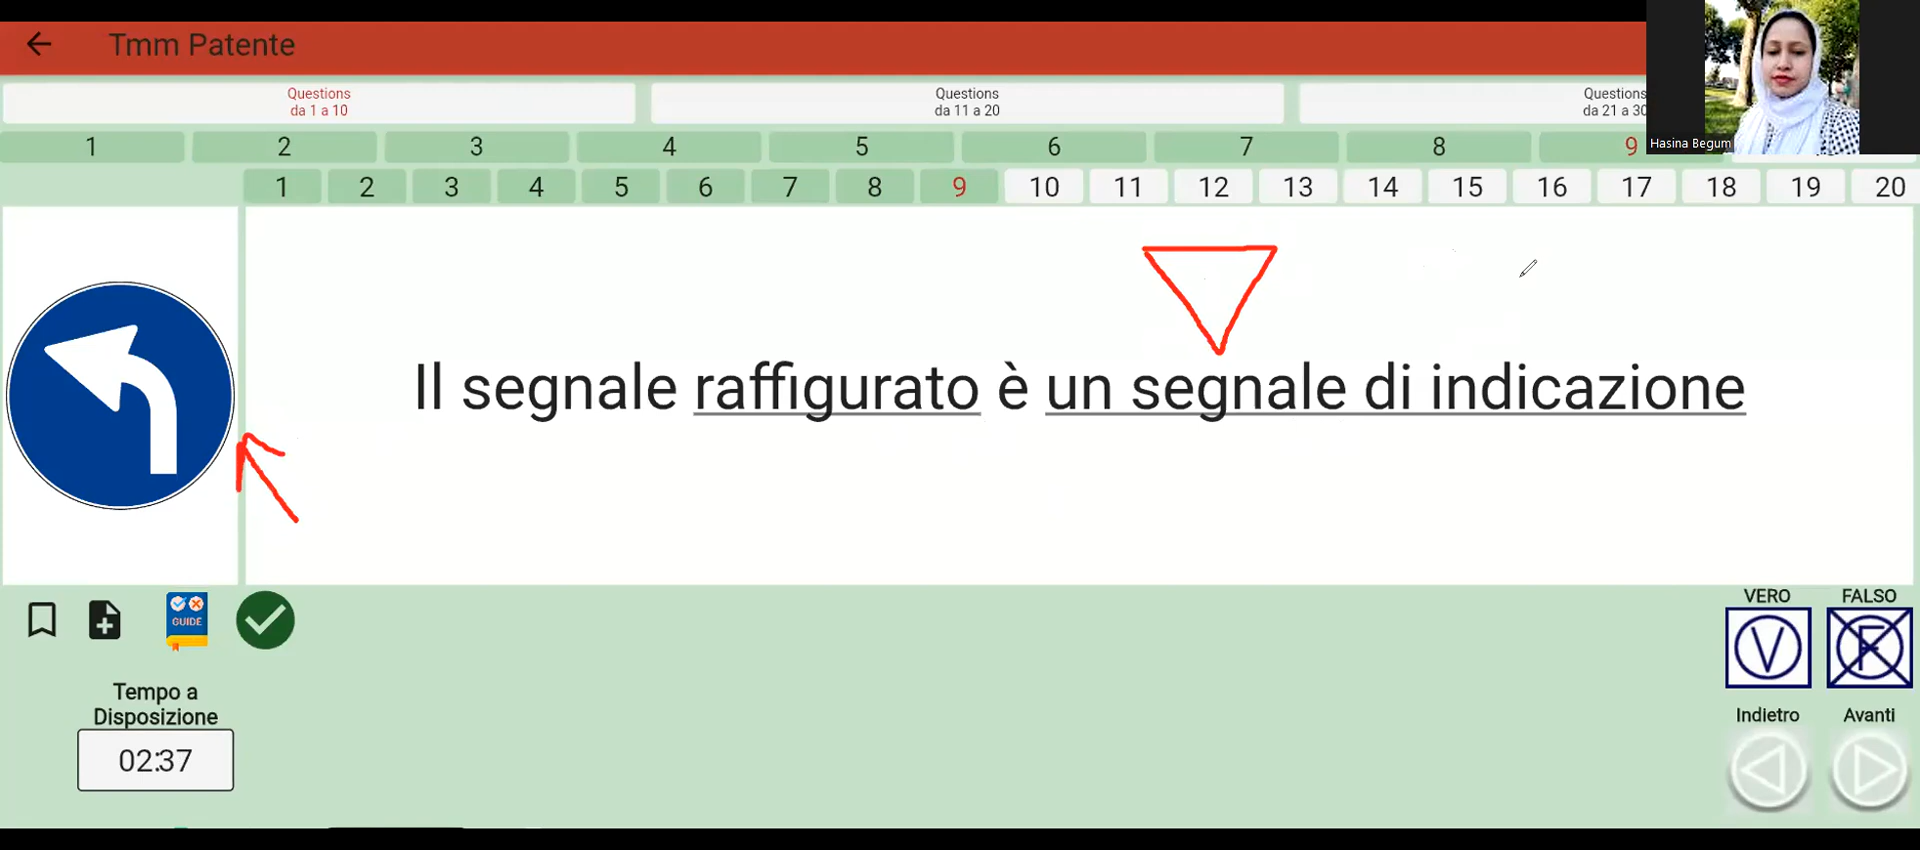 Tmm Patente
Hasina Begum
Questions
da 1 a 10
Questions
da 11 a 20
Questions
da 21 a 30
1 2 3 4 5 6 7 8 9
1 2 3 4 5 6 7 8 9 10 11 12 13 14 15 16 17 18 19 20
Il segnale raffigurato è un segnale di indicazione
GUIDE
VERO FALSO
V F
Tempo a
Disposizione
02:37
Indietro Avanti